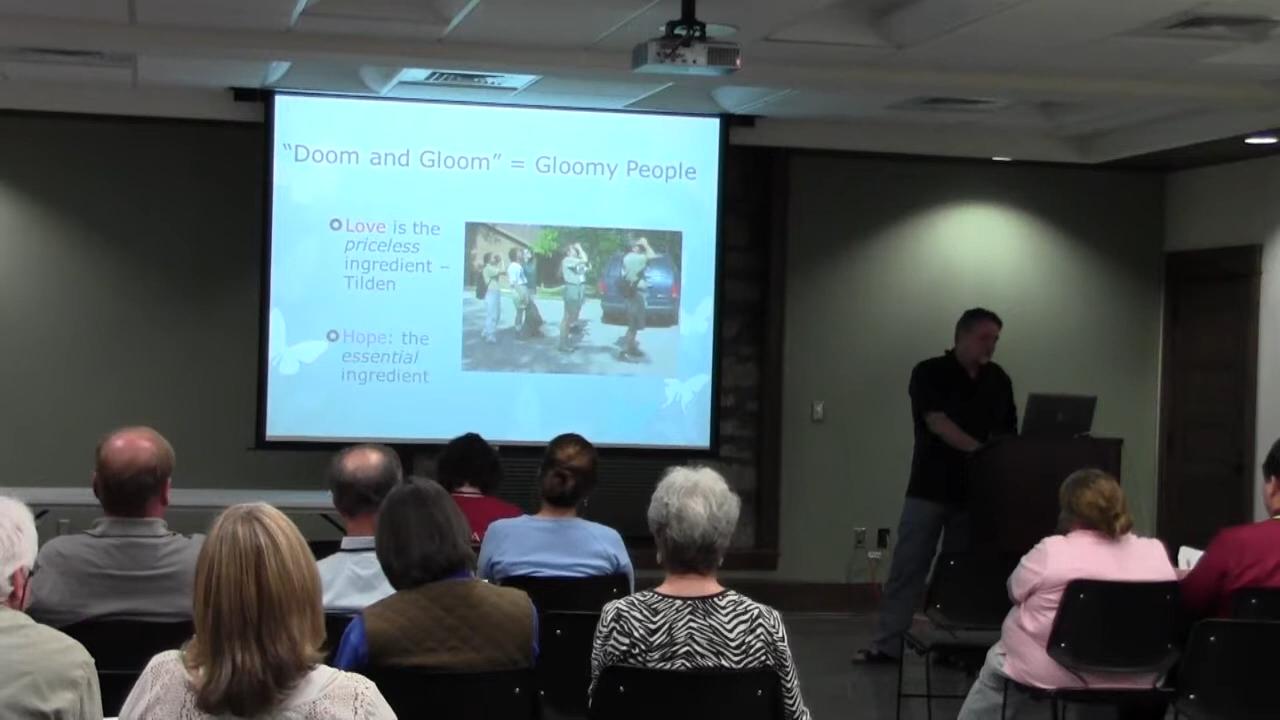 “Doom and Gloom” = Gloomy People
Love is the
priceless
ingredient –
Tilden
Hope: the
essential
ingredient